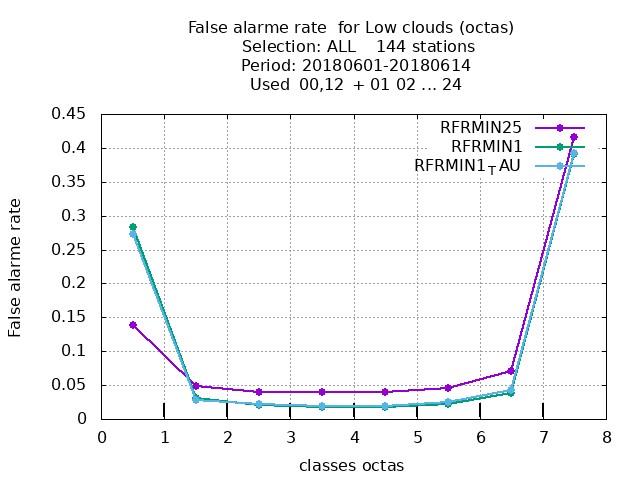 False alarme rate  for Low clouds (octas)
Selection: ALL    144 stations
Period: 20180601-20180614
Used  00,12  + 01 02 ... 24
RFRMIN25
RFRMIN1
RFRMIN1TAU
False alarme rate
0.45
0.4
0.35
0.3
0.25
0.2
0.15
0.1
0.05
0
0 1 2 3 4 5 6 7 8
classes octas